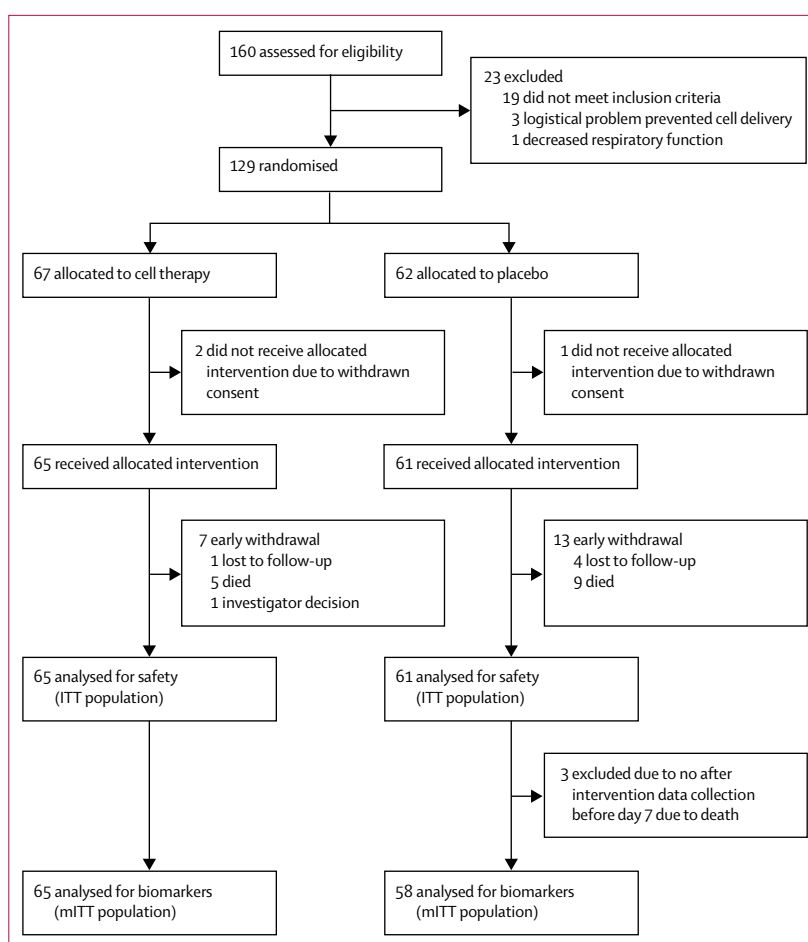 160 assessed for eligibility
23 excluded
19 did not meet inclusion criteria
3 logistical problem prevented cell delivery
1 decreased respiratory function
129 randomised
67 allocated to cell therapy
62 allocated to placebo
2 did not receive allocated
intervention due to withdrawn
consent
1 did not receive allocated
intervention due to withdrawn
consent
65 received allocated intervention
61 received allocated intervention
7 early withdrawal
1 lost to follow-up
5 died
1 investigator decision
13 early withdrawal
4 lost to follow-up
9 died
65 analysed for safety
(ITT population)
61 analysed for safety
(ITT population)
3 excluded due to no after
intervention data collection
before day 7 due to death
65 analysed for biomarkers
(mITT population)
58 analysed for biomarkers
(mITT population)